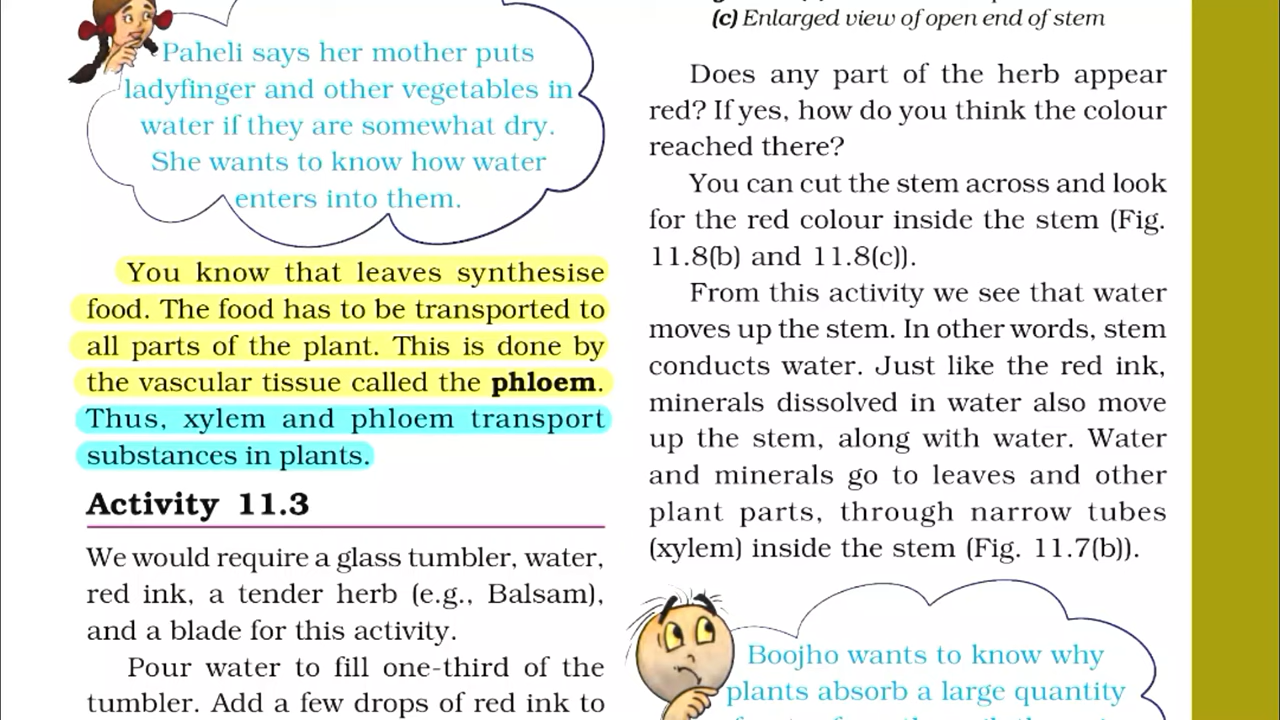 Paheli says her mother puts
ladyfinger and other vegetables in
water if they are somewhat dry.
She wants to know how water
enters into them.
You know that leaves synthesise
food. The food has to be transported to
all parts of the plant. This is done by
the vascular tissue called the phloem.
Thus, xylem and phloem transport
substances in plants.
Activity 11.3
We would require a glass tumbler, water,
red ink, a tender herb (e.g., Balsam),
and a blade for this activity.
Pour water to fill one-third of the
tumbler. Add a few drops of red ink to
(c) Enlarged view of open end of stem
Does any part of the herb appear
red? If yes, how do you think the colour
reached there?
You can cut the stem across and look
for the red colour inside the stem (Fig.
11.8(b) and 11.8(c)).
From this activity we see that water
moves up the stem. In other words, stem
conducts water. Just like the red ink,
minerals dissolved in water also move
up the stem, along with water. Water
and minerals go to leaves and other
plant parts, through narrow tubes
(xylem) inside the stem (Fig. 11.7(b)).
Boojho wants to know why
plants absorb a large quantity